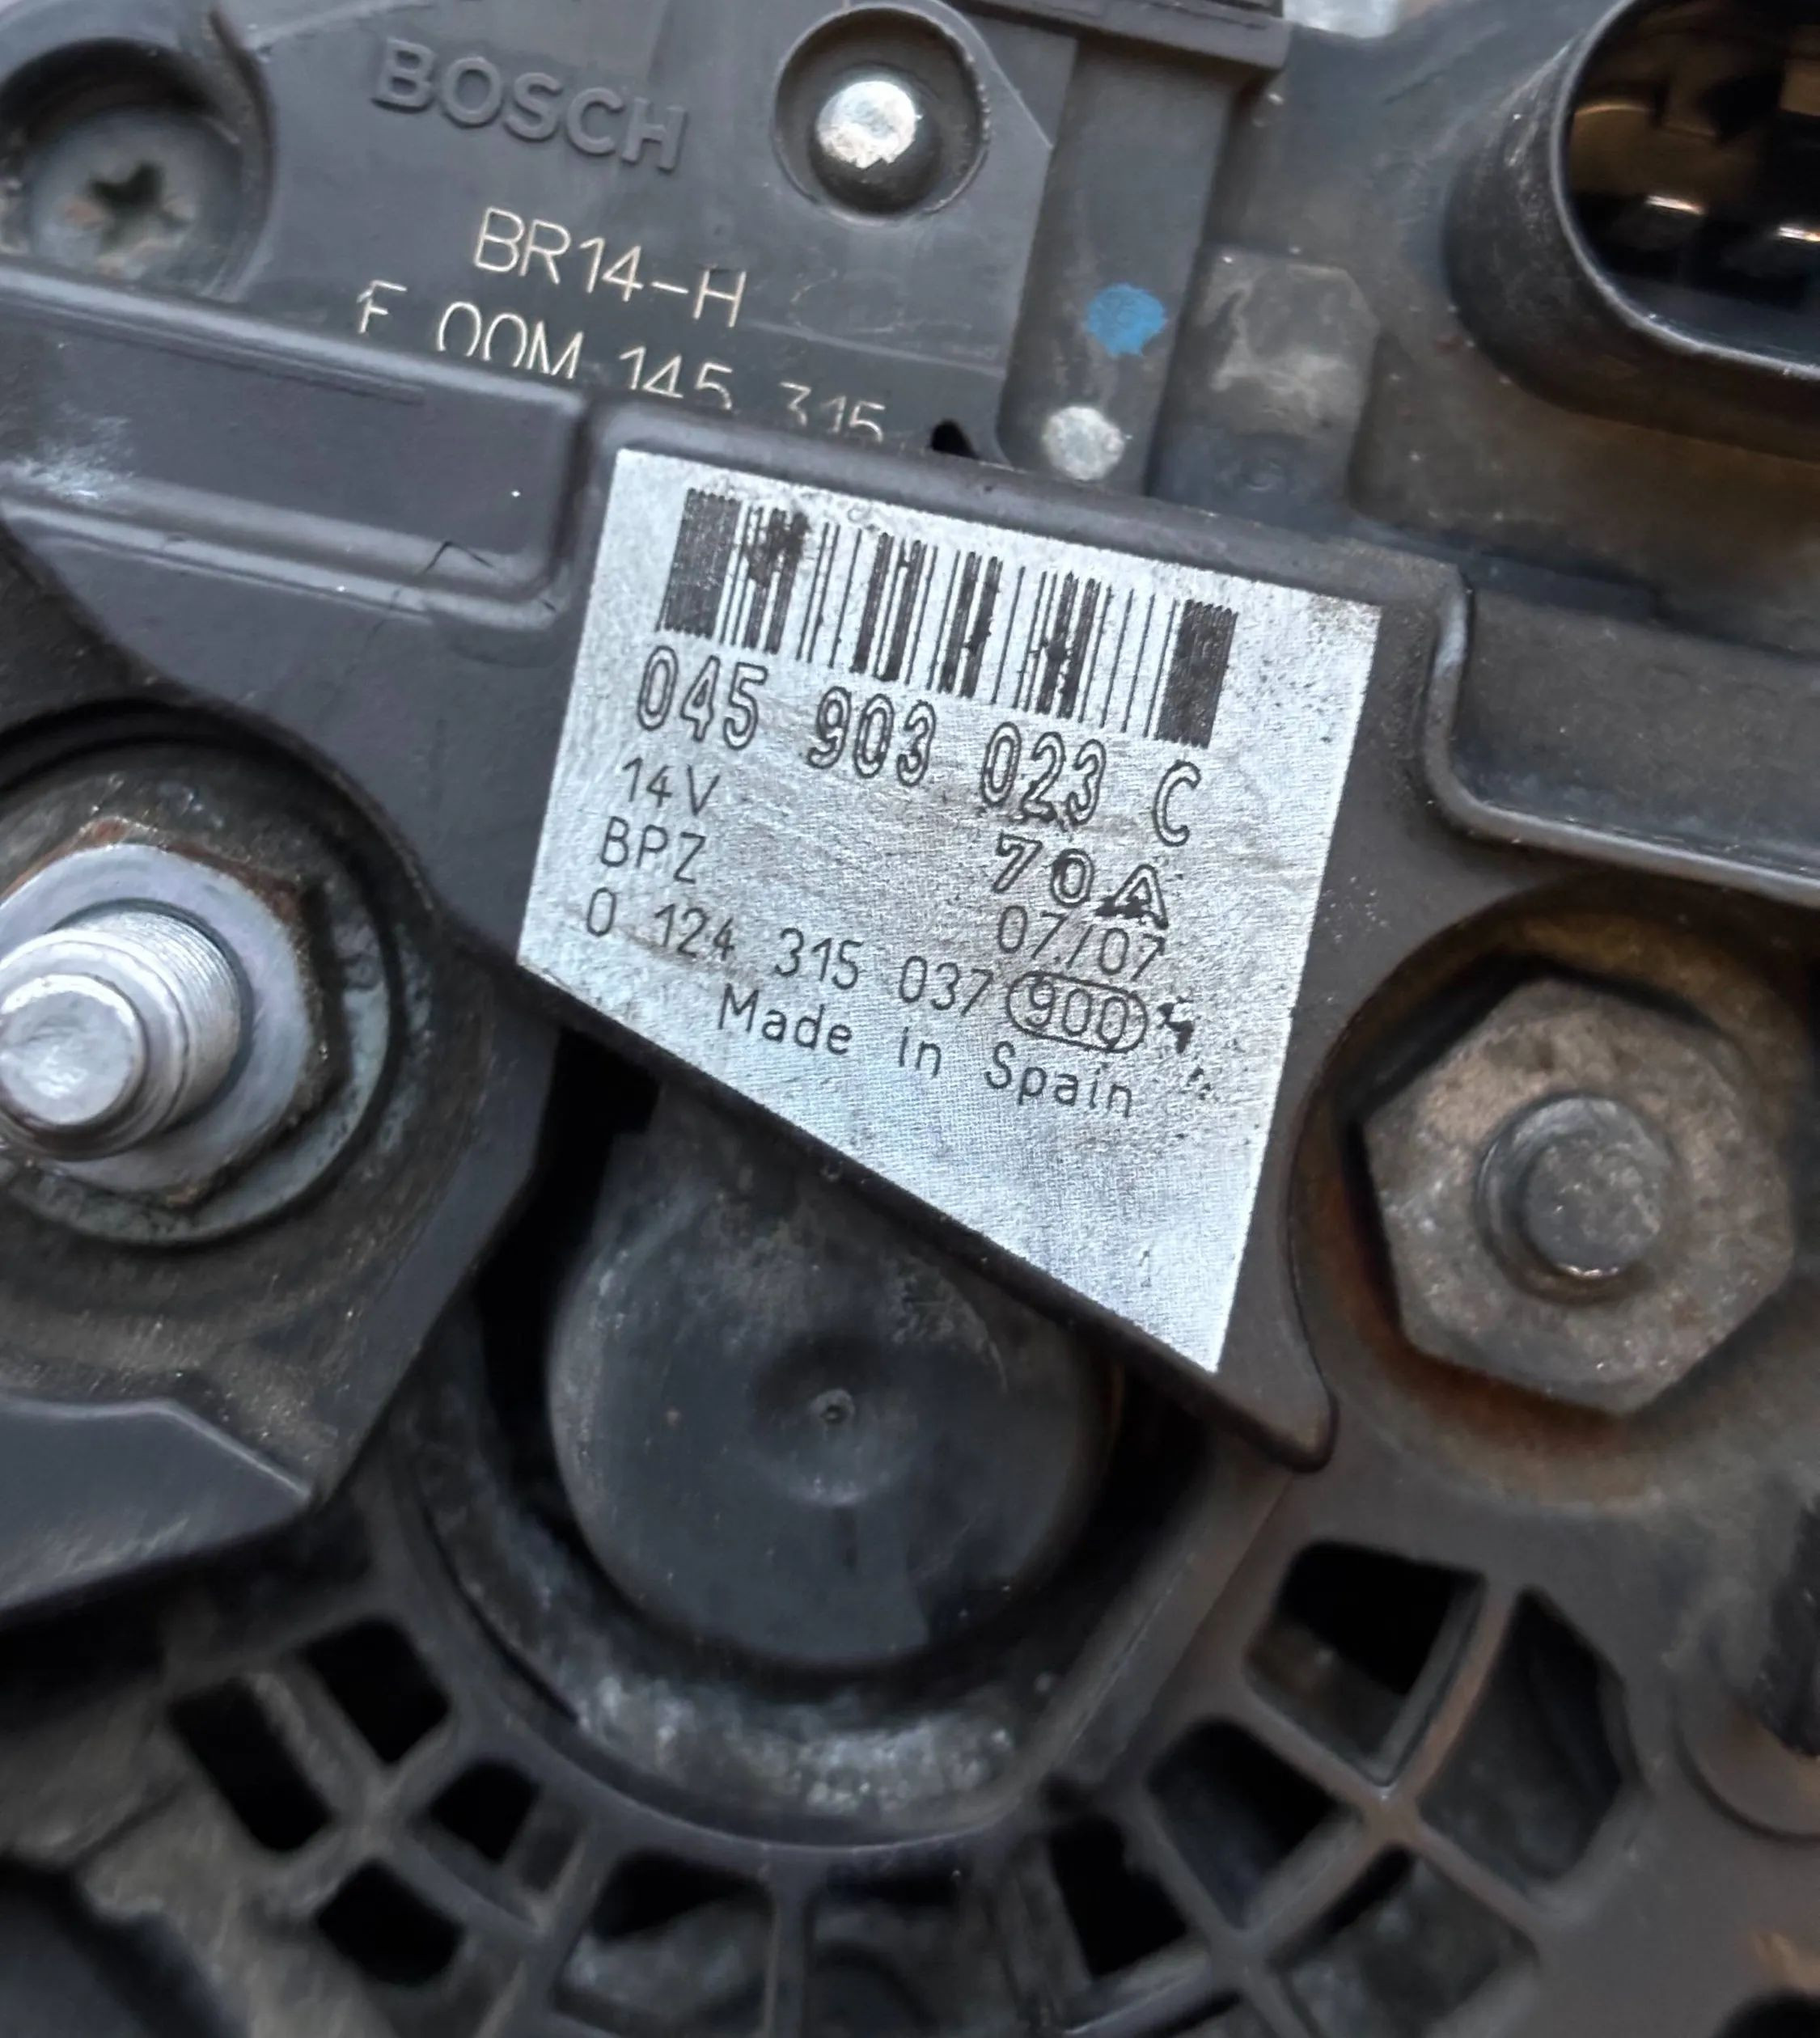 BOSCH
BR14-H
F 00M 145 315
045 903 023 C
14V 70A
BPZ 07/07
0 124 315 037 900
Made in Spain